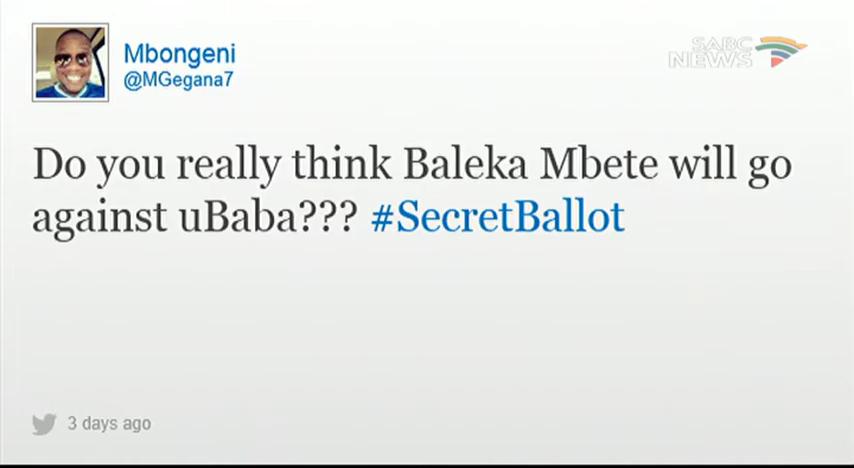 Mbongeni
@MGegana7
SABC
NEWS
Do you really think Baleka Mbete will go
against uBaba??? #SecretBallot
3 days ago